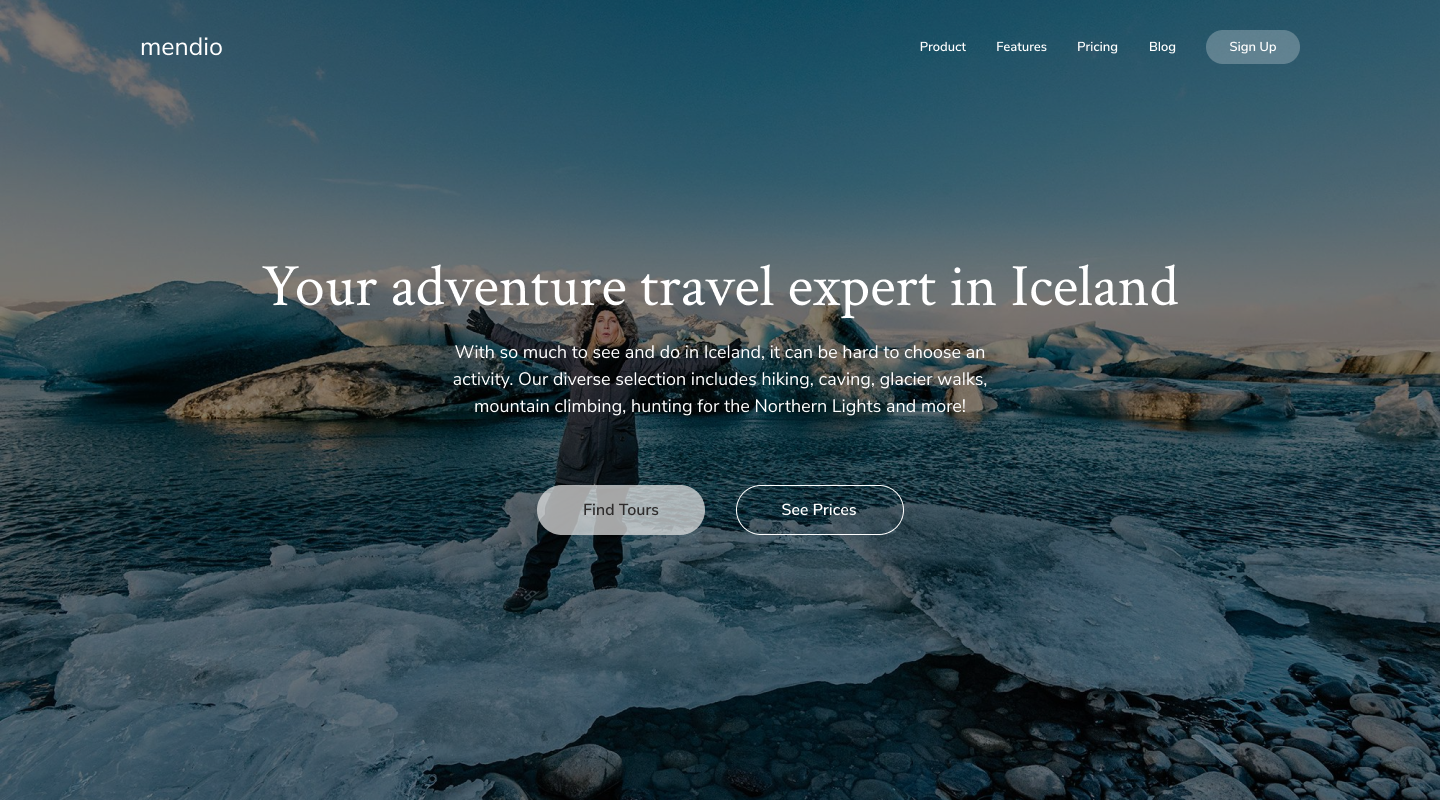 mendio
Product
Features
Pricing
Blog
Sign Up
Your adventure travel expert in Iceland
With so much to see and do in Iceland, it can be hard to choose an
activity. Our diverse selection includes hiking, caving, glacier walks,
mountain climbing, hunting for the Northern Lights and more!
Find Tours
See Prices